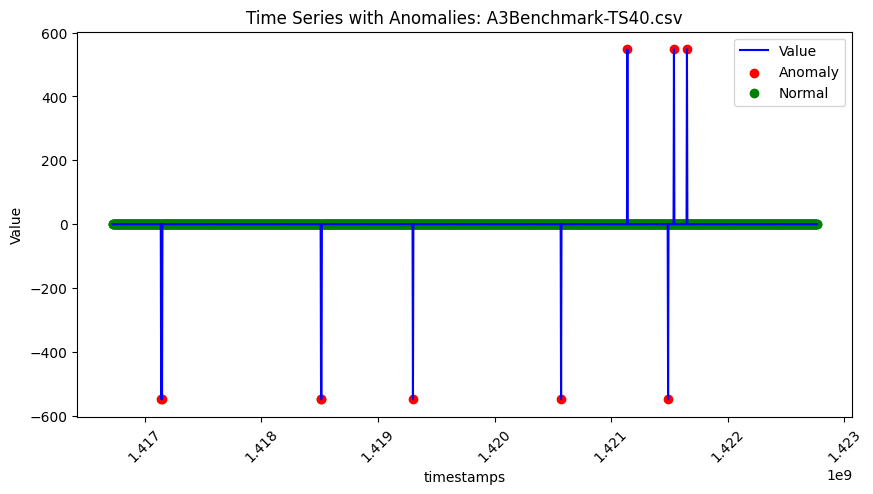 Time Series with Anomalies: A3Benchmark-TS40.csv
Value
Anomaly
Normal
600
400
200
0
−200
−400
−600
Value
1.417
1.418
1.419
1.420
1.421
1.422
1.423
1e9
timestamps